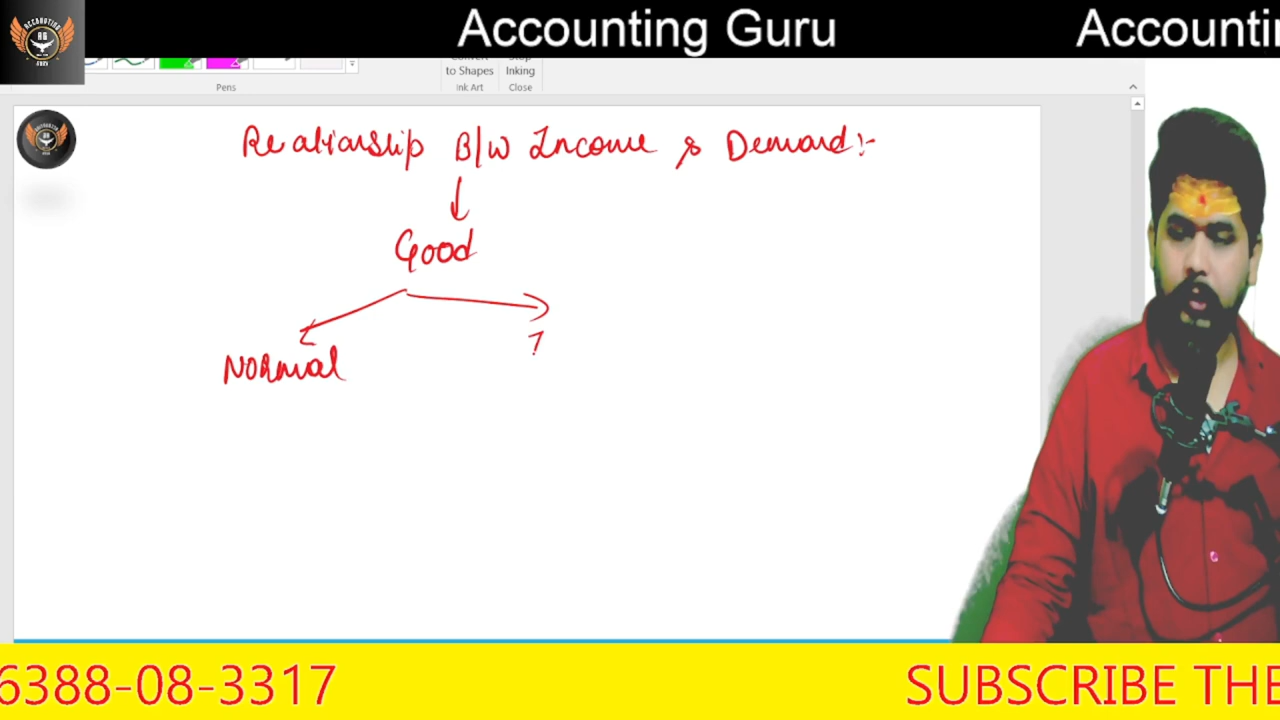 Accounting Guru
Accounti
to Shapes
Inking
Pens
Ink Art
Close
Relationship B/W Income & Demand:-
Good
Normal
6388-08-3317
SUBSCRIBE THE